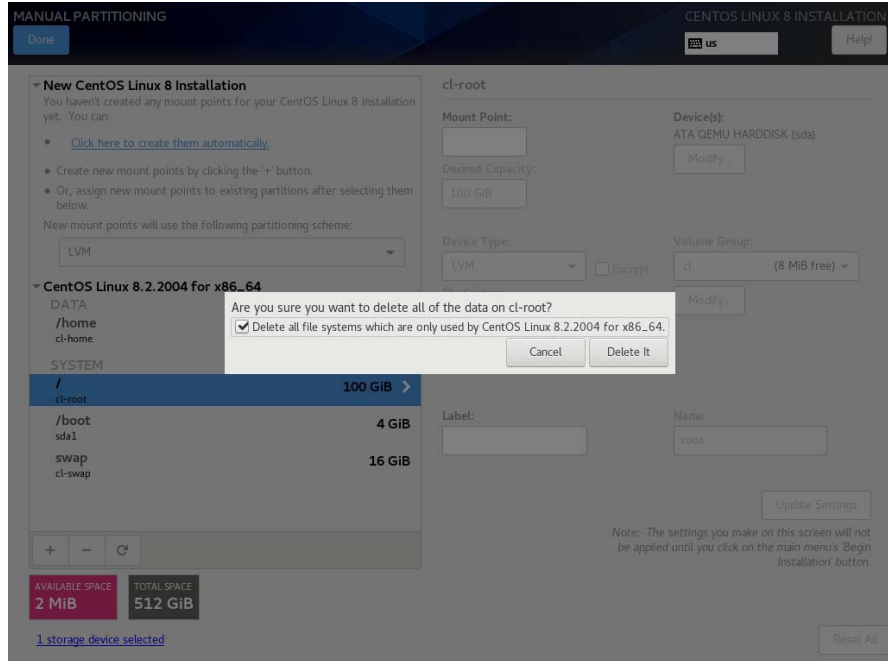 MANUAL PARTITIONING
CENTOS LINUX 8 INSTALLATION
Done
us
Help!
New CentOS Linux 8 Installation
You haven't created any mount points for your CentOS Linux 8 installation
yet. You can:
• Click here to create them automatically.
• Create new mount points by clicking the '+' button.
• Or, assign new mount points to existing partitions after selecting them
below.
New mount points will use the following partitioning scheme:
LVM
CentOS Linux 8.2.2004 for x86_64
DATA
/home
cl-home
SYSTEM
/
100 GiB
cl-root
/boot
4 GiB
sda1
swap
16 GiB
cl-swap
+ −
AVAILABLE SPACE
2 MiB
TOTAL SPACE
512 GiB
1 storage device selected
cl-root
Mount Point:
Device(s):
ATA QEMU HARDDISK (sda)
Modify...
Desired Capacity:
100 GiB
Device Type:
Volume Group:
LVM
Encrypt
cl (8 MiB free)
Modify...
Are you sure you want to delete all of the data on cl-root?
Delete all file systems which are only used by CentOS Linux 8.2.2004 for x86_64.
Cancel
Delete It
Label:
Name:
root
Update Settings
Note: The settings you make on this screen will not
be applied until you click on the main menu's 'Begin
Installation' button.
Reset All